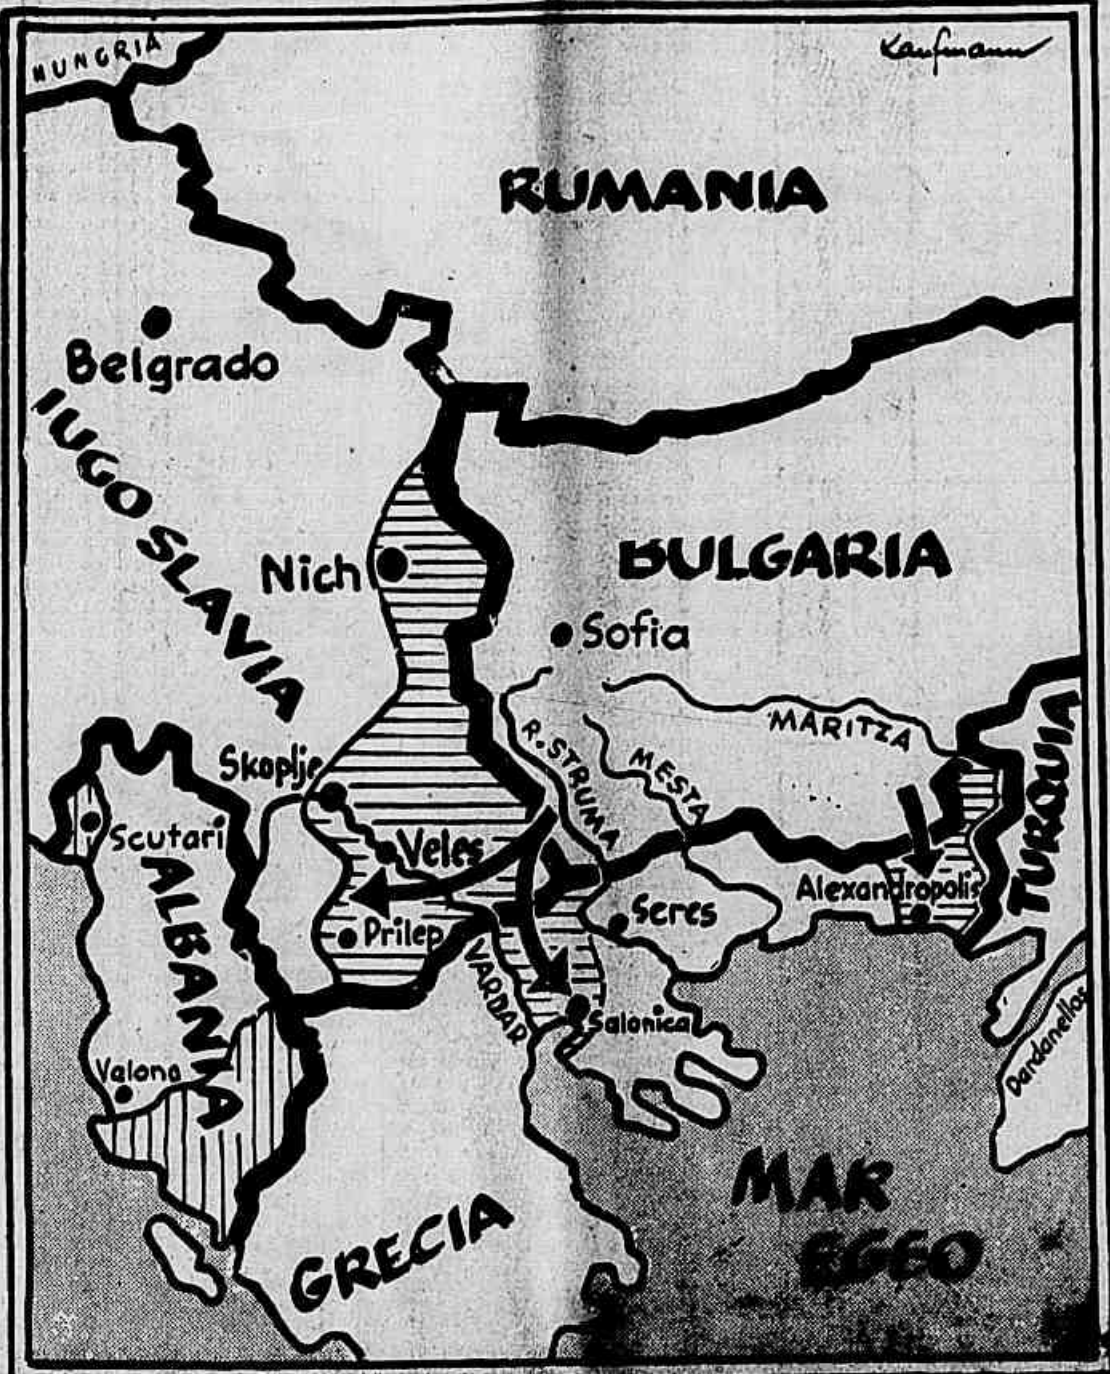 HUNGRIA
Kaufmann
RUMANIA
Belgrado
IUGOSLAVIA
Nich
BULGARIA
Sofia
MARITZA
R. STRUMA
MESTA
TURQUIA
Skoplje
Scutari
Veles
ALBANIA
Alexandropolis
Seres
Prilep
VARDAR
Salonica
Valona
Dardanellos
MAR
EGEO
GRECIA